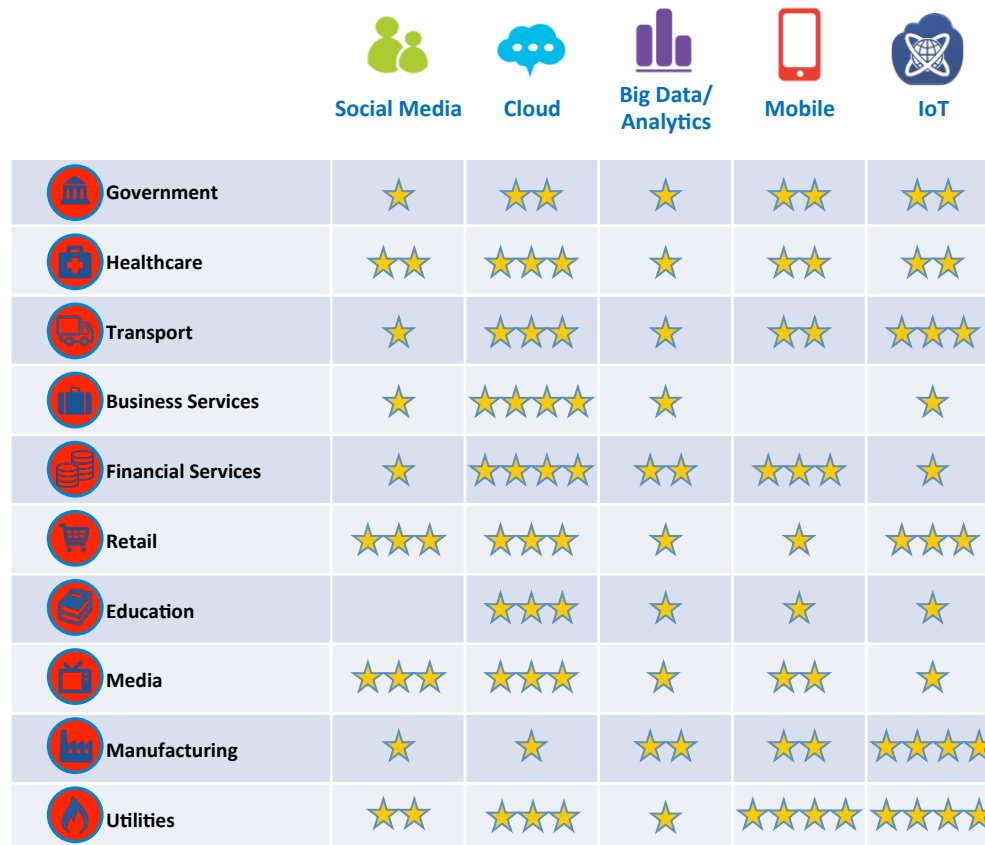 Social Media
Cloud
Big Data/
Analytics
Mobile
IoT
Government
Healthcare
Transport
Business Services
Financial Services
Retail
Education
Media
Manufacturing
Utilities